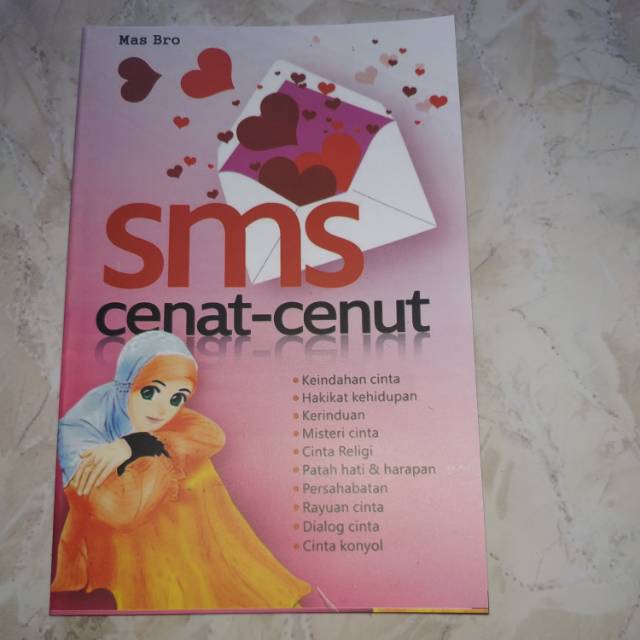 Mas Bro
sms
cenat-cenut
• Keindahan cinta
• Hakikat kehidupan
• Kerinduan
• Misteri cinta
• Cinta Religi
• Patah hati & harapan
• Persahabatan
• Rayuan cinta
• Dialog cinta
• Cinta konyol